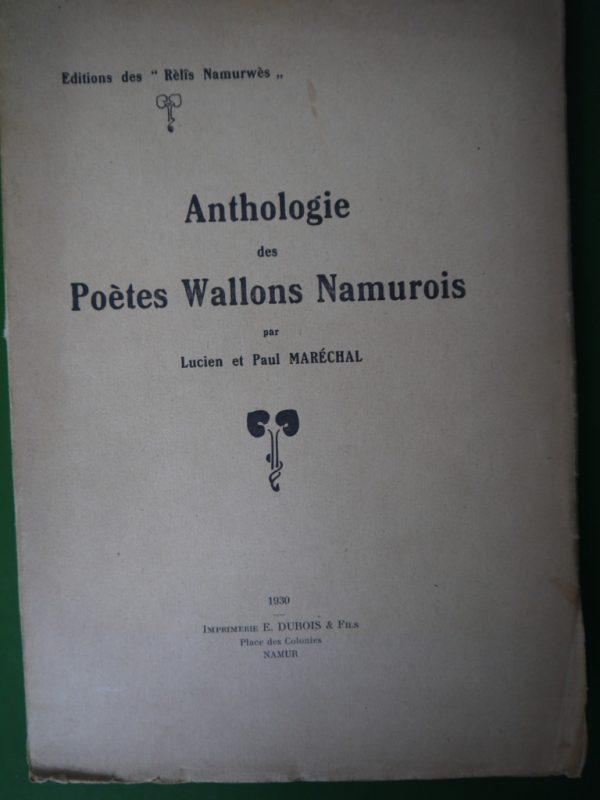 Editions des " Rèlîs Namurwès „
Anthologie
des
Poètes Wallons Namurois
par
Lucien et Paul MARÉCHAL
1930
IMPRIMERIE E. DUBOIS & FILS
Place des Colonies
NAMUR